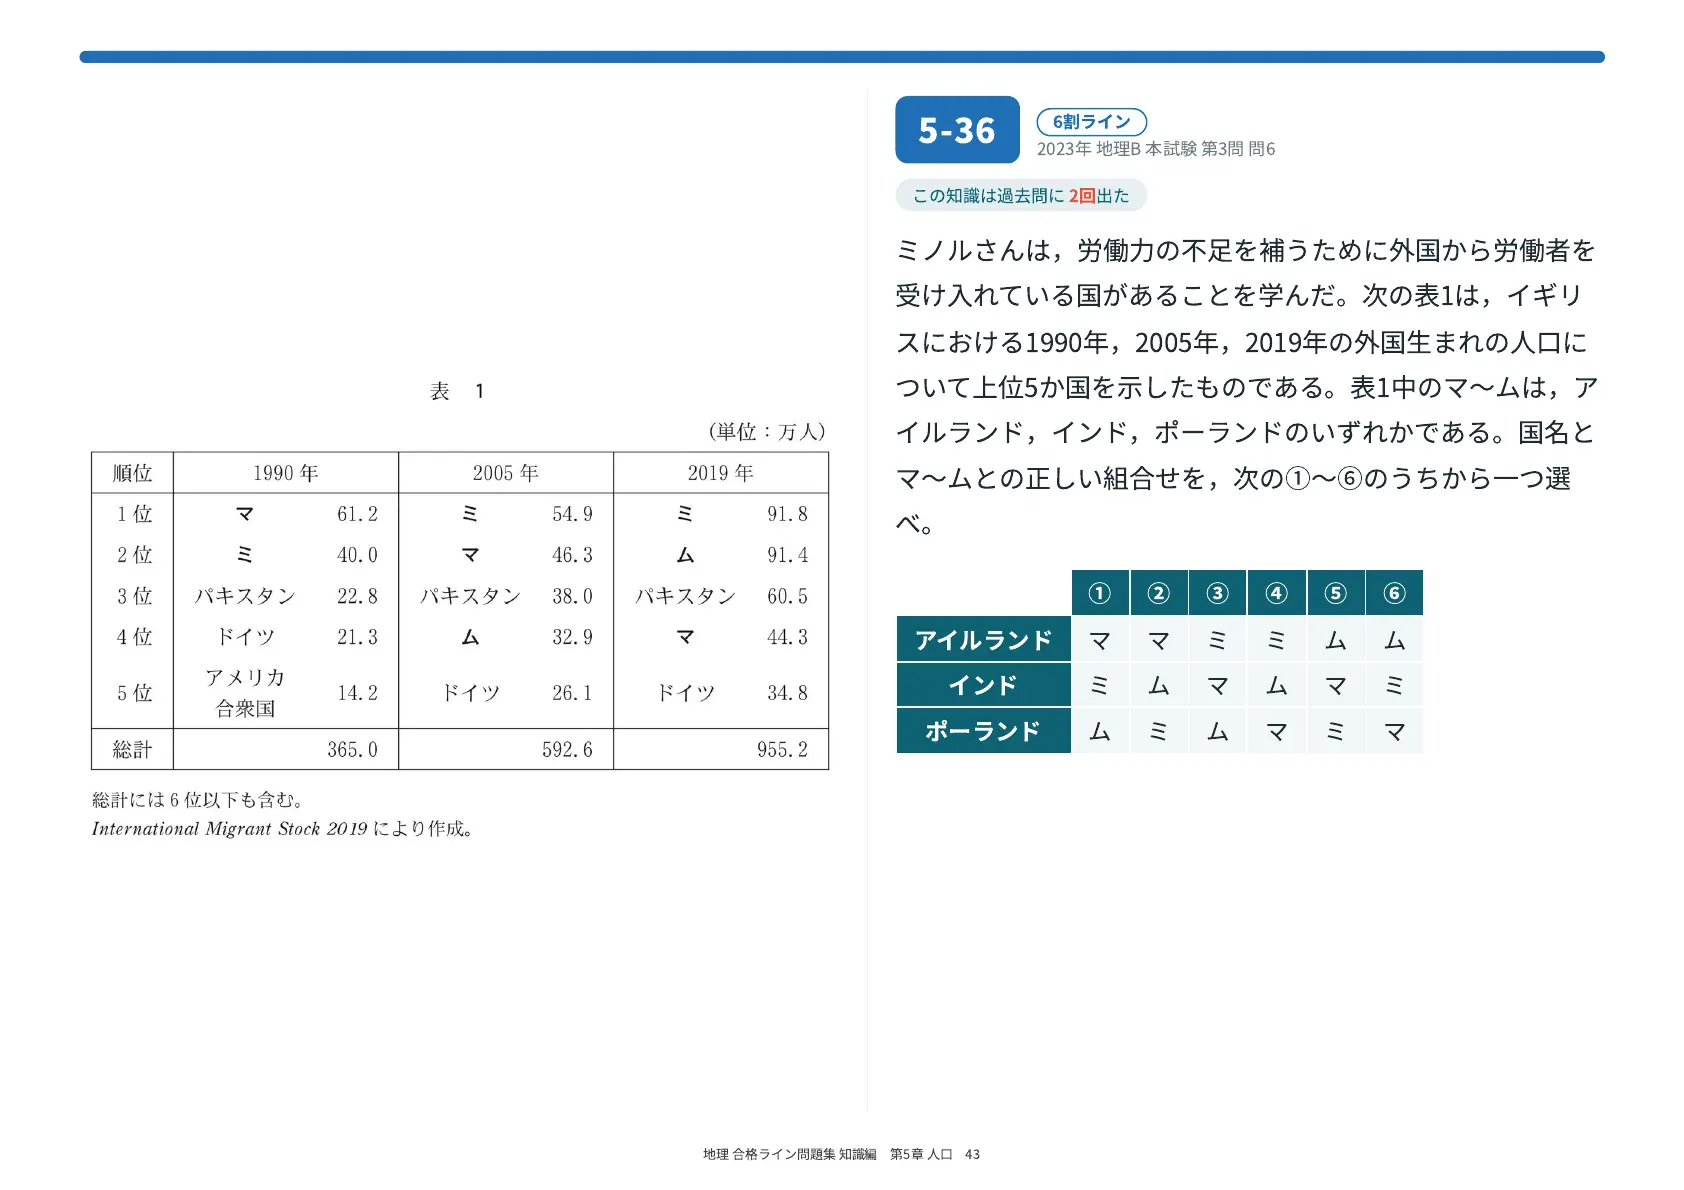 表 1
(単位：万人)
順位 1990年 2005年 2019年
1位 マ 61.2 ミ 54.9 ミ 91.8
2位 ミ 40.0 マ 46.3 ム 91.4
3位 パキスタン 22.8 パキスタン 38.0 パキスタン 60.5
4位 ドイツ 21.3 ム 32.9 マ 44.3
5位 アメリカ合衆国 14.2 ドイツ 26.1 ドイツ 34.8
総計 365.0 592.6 955.2
総計には6位以下も含む。
International Migrant Stock 2019 により作成。
5-36
6割ライン
2023年 地理B 本試験 第3問 問6
この知識は過去問に 2回出た
ミノルさんは，労働力の不足を補うために外国から労働者を
受け入れている国があることを学んだ。次の表1は，イギリ
スにおける1990年，2005年，2019年の外国生まれの人口に
ついて上位5か国を示したものである。表1中のマ～ムは，ア
イルランド，インド，ポーランドのいずれかである。国名と
マ～ムとの正しい組合せを，次の①～⑥のうちから一つ選
べ。
① ② ③ ④ ⑤ ⑥
アイルランド マ マ ミ ミ ム ム
インド ミ ム マ ム マ ミ
ポーランド ム ミ ム マ ミ マ
地理 合格ライン問題集 知識編 第5章 人口 43